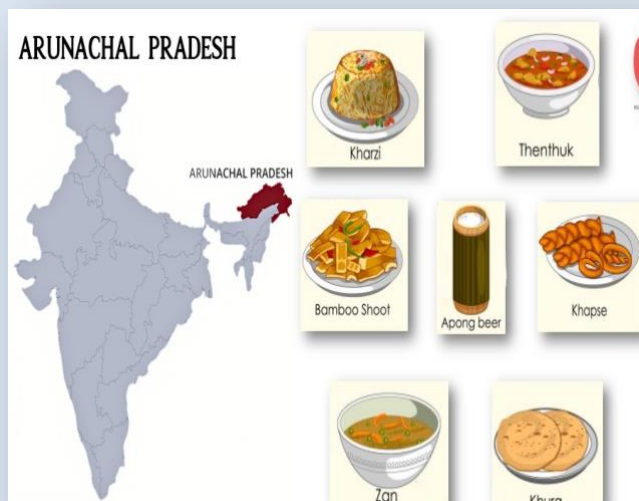 ARUNACHAL PRADESH
Kharzi
Thenthuk
ARUNACHAL PRADESH
Bamboo Shoot
Apong beer
Khapse
Zan
Khura